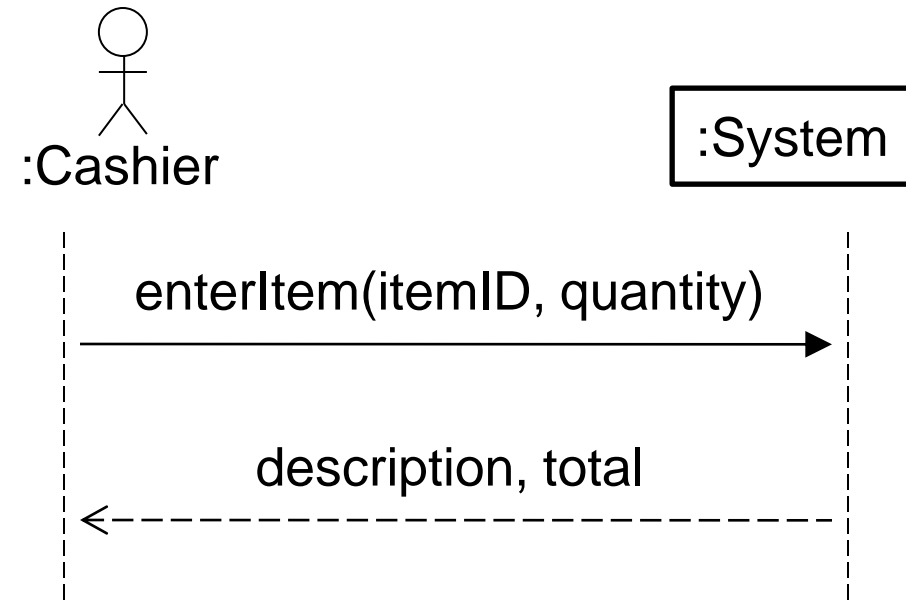 :Cashier
:System
enterItem(itemID, quantity)
description, total